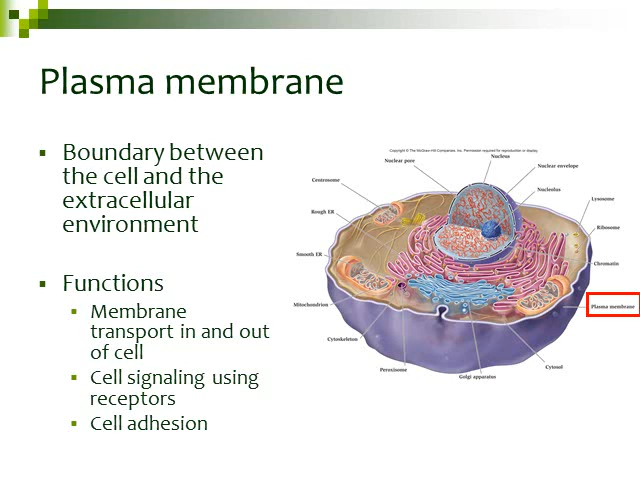 Plasma membrane
▪ Boundary between
the cell and the
extracellular
environment
▪ Functions
▪ Membrane
transport in and out
of cell
▪ Cell signaling using
receptors
▪ Cell adhesion
Copyright © The McGraw-Hill Companies, Inc. Permission required for reproduction or display.
Nucleus
Nuclear pore
Nuclear envelope
Centrosome
Nucleolus
Lysosome
Rough ER
Ribosome
Smooth ER
Chromatin
Mitochondrion
Plasma membrane
Cytoskeleton
Cytosol
Peroxisome
Golgi apparatus